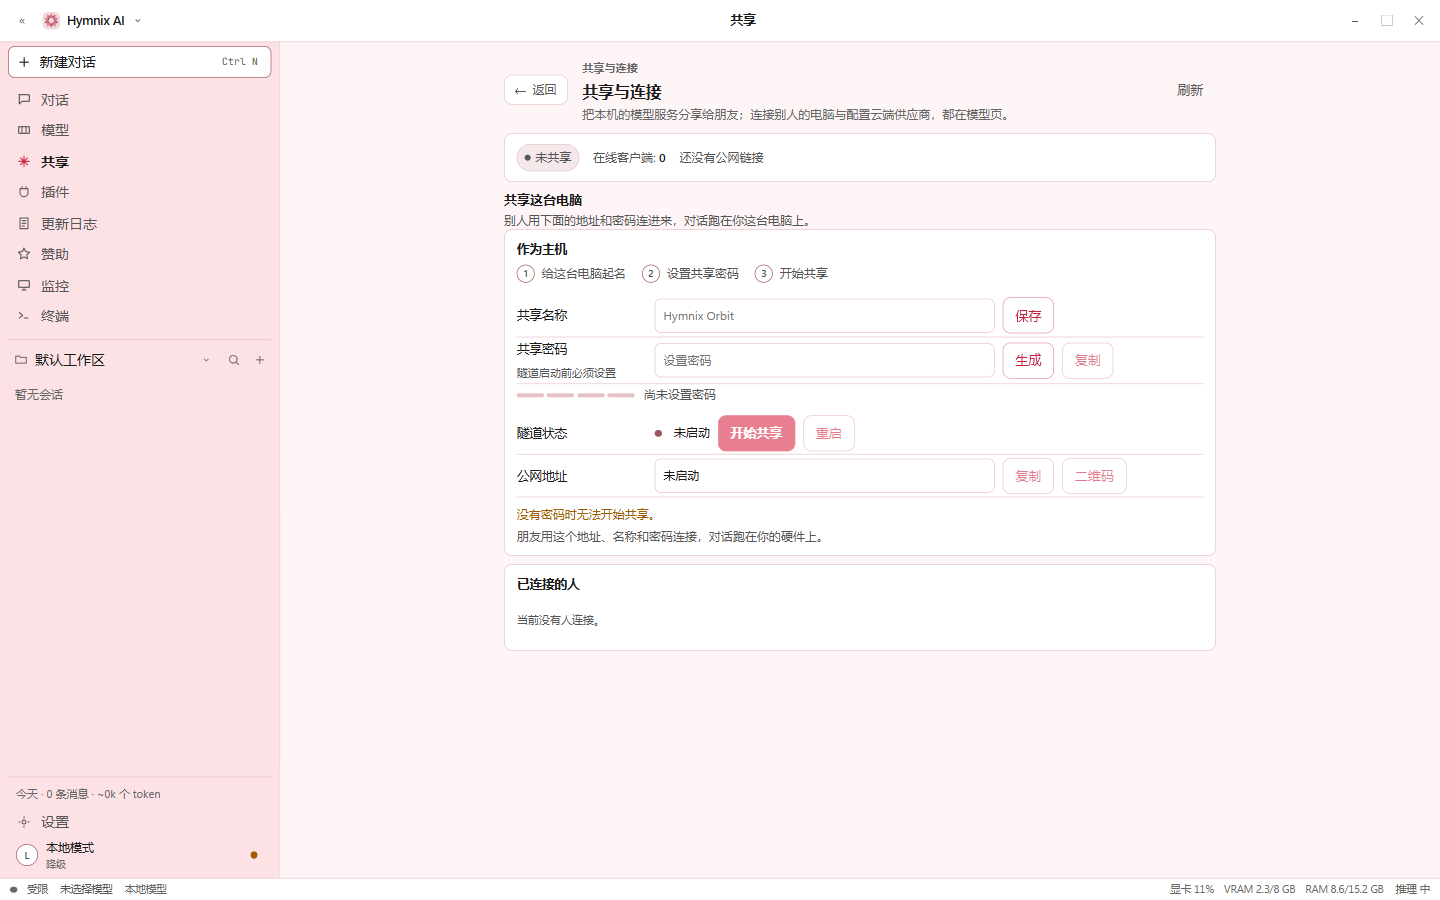 « Hymnix AI
共享
新建对话 Ctrl N
对话
模型
共享
插件
更新日志
赞助
监控
终端
默认工作区
暂无会话
今天 · 0 条消息 · ~0k 个 token
设置
L 本地模式
降级
共享与连接
← 返回
共享与连接
刷新
把本机的模型服务分享给朋友；连接别人的电脑与配置云端供应商，都在模型页。
未共享 在线客户端: 0 还没有公网链接
共享这台电脑
别人用下面的地址和密码连进来，对话跑在你这台电脑上。
作为主机
1 给这台电脑起名 2 设置共享密码 3 开始共享
共享名称 Hymnix Orbit 保存
共享密码 设置密码 生成 复制
隧道启动前必须设置
尚未设置密码
隧道状态 未启动 开始共享 重启
公网地址 未启动 复制 二维码
没有密码时无法开始共享。
朋友用这个地址、名称和密码连接，对话跑在你的硬件上。
已连接的人
当前没有人连接。
受限 未选择模型 本地模型
显卡 11% VRAM 2.3/8 GB RAM 8.6/15.2 GB 推理 中